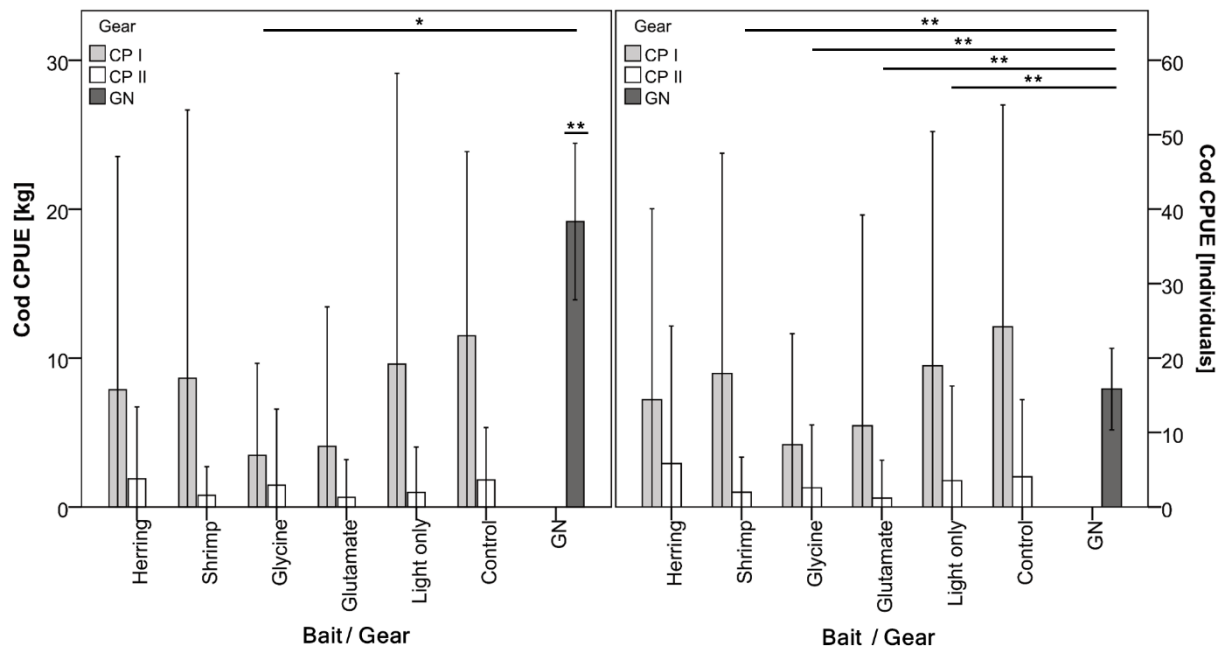 Gear
CP I
CP II
GN
*
**
Cod CPUE [kg]
30
20
10
0
Herring
Shrimp
Glycine
Glutamate
Light only
Control
GN
Bait / Gear
Gear
CP I
CP II
GN
**
**
**
**
60
50
40
30
20
10
0
Cod CPUE [Individuals]
Herring
Shrimp
Glycine
Glutamate
Light only
Control
GN
Bait / Gear